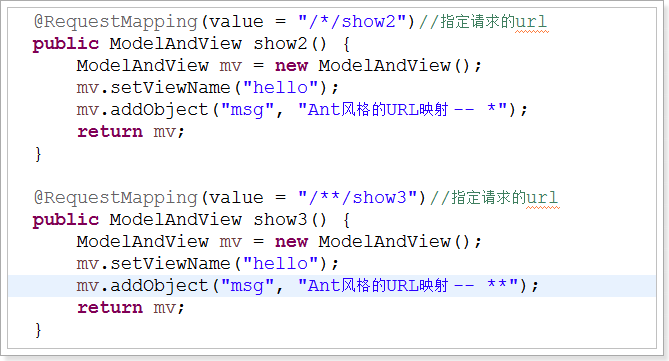 @RequestMapping(value = "/*/show2")//指定请求的url
public ModelAndView show2() {
    ModelAndView mv = new ModelAndView();
    mv.setViewName("hello");
    mv.addObject("msg", "Ant风格的URL映射 -- *");
    return mv;
}

@RequestMapping(value = "/**/show3")//指定请求的url
public ModelAndView show3() {
    ModelAndView mv = new ModelAndView();
    mv.setViewName("hello");
    mv.addObject("msg", "Ant风格的URL映射 -- **");
    return mv;
}